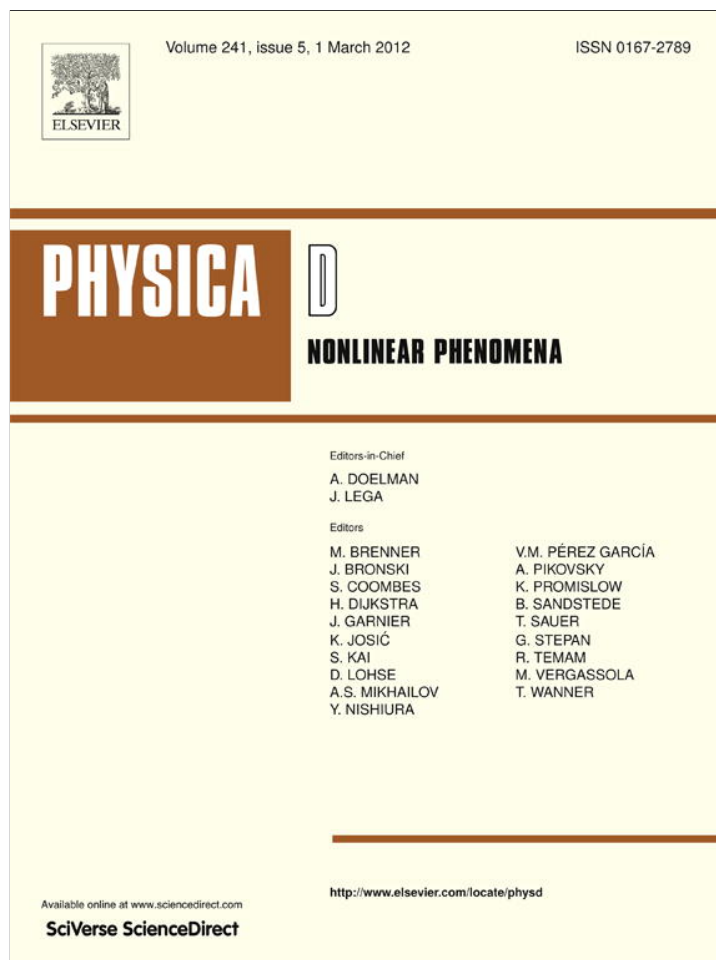 Volume 241, issue 5, 1 March 2012
ISSN 0167-2789
ELSEVIER
PHYSICA D
NONLINEAR PHENOMENA
Editors-in-Chief
A. DOELMAN
J. LEGA
Editors
M. BRENNER
J. BRONSKI
S. COOMBES
H. DIJKSTRA
J. GARNIER
K. JOSIĆ
S. KAI
D. LOHSE
A.S. MIKHAILOV
Y. NISHIURA
V.M. PÉREZ GARCÍA
A. PIKOVSKY
K. PROMISLOW
B. SANDSTEDE
T. SAUER
G. STEPAN
R. TEMAM
M. VERGASSOLA
T. WANNER
Available online at www.sciencedirect.com
SciVerse ScienceDirect
http://www.elsevier.com/locate/physd